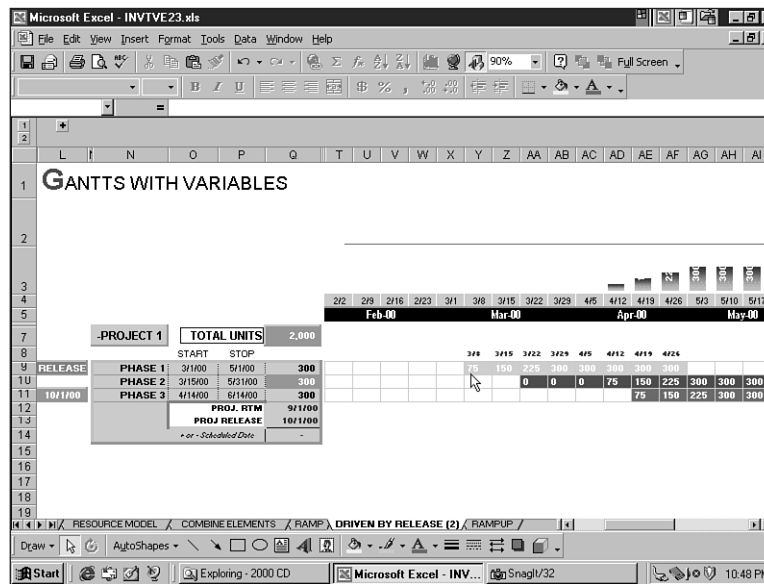 Microsoft Excel - INVTVE23.xls
File Edit View Insert Format Tools Data Window Help
90% Full Screen
B I U $ % ,
=
1
2
L N O P Q T U V W X Y Z AA AB AC AD AE AF AG AH AI
1 GANTTS WITH VARIABLES
2
3 300 300 300
4 2/2 2/9 2/16 2/23 3/1 3/8 3/15 3/22 3/29 4/5 4/12 4/19 4/26 5/3 5/10 5/17
5 Feb-00 Mar-00 Apr-00 May-00
7 -PROJECT 1 TOTAL UNITS 2,000
8 START STOP 3/8 3/15 3/22 3/29 4/5 4/12 4/19 4/26
9 RELEASE PHASE 1 3/1/00 5/1/00 300 75 150 225 300 300 300 300 300
10 PHASE 2 3/15/00 5/31/00 300 0 0 0 75 150 225 300 300 300
11 10/1/00 PHASE 3 4/14/00 6/14/00 300 75 150 225 300 300
12 PROJ. RTM 9/1/00
13 PROJ RELEASE 10/1/00
14 + or - Scheduled Date -
15
16
17
18
19
RESOURCE MODEL / COMBINE ELEMENTS / RAMP \ DRIVEN BY RELEASE (2) / RAMPUP /
Draw AutoShapes
Start Exploring - 2000 CD Microsoft Excel - INV... SnagIt/32 10:48 PM